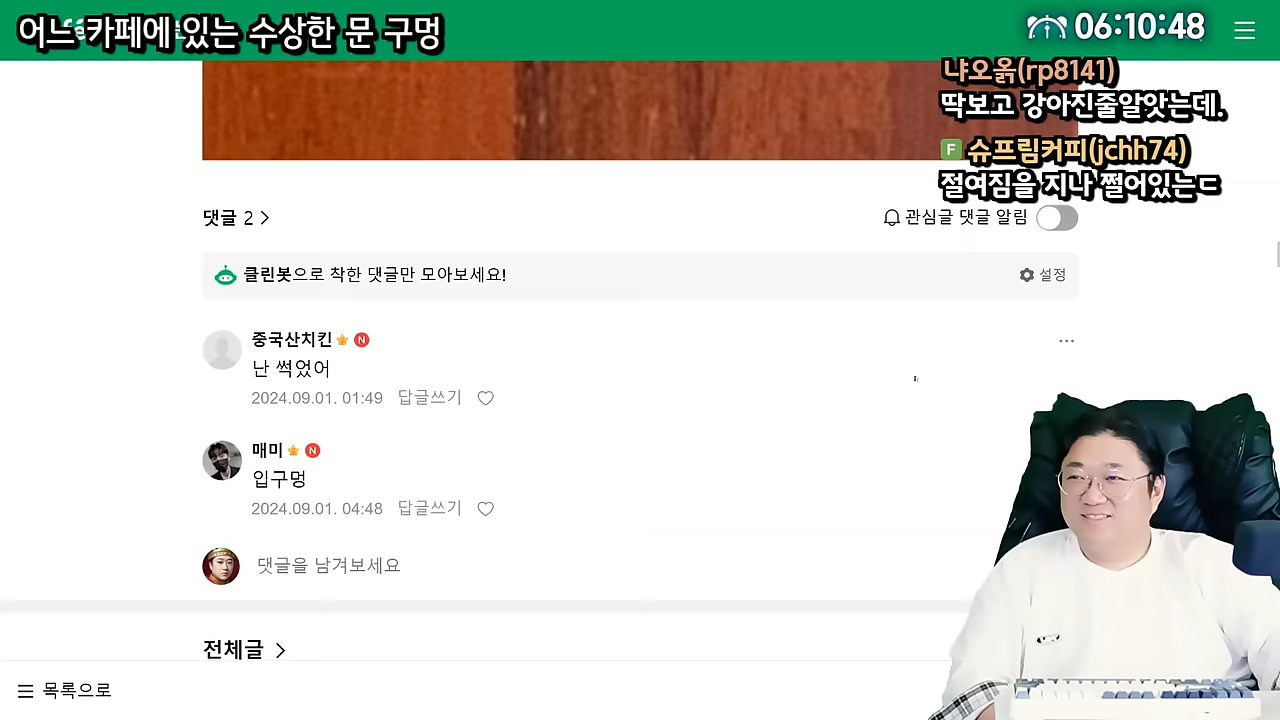 어느 카페에 있는 수상한 문 구멍
06:10:48
냐오옭(rp8141)
딱보고 강아진줄알앗는데.
F 슈프림커피(jchh74)
절여짐을 지나 쩔어있는ㄷ
댓글 2 >
관심글 댓글 알림
클린봇으로 착한 댓글만 모아보세요!
설정
중국산치킨 N
난 썩었어
2024.09.01. 01:49 답글쓰기
매미 N
입구멍
2024.09.01. 04:48 답글쓰기
댓글을 남겨보세요
전체글 >
목록으로